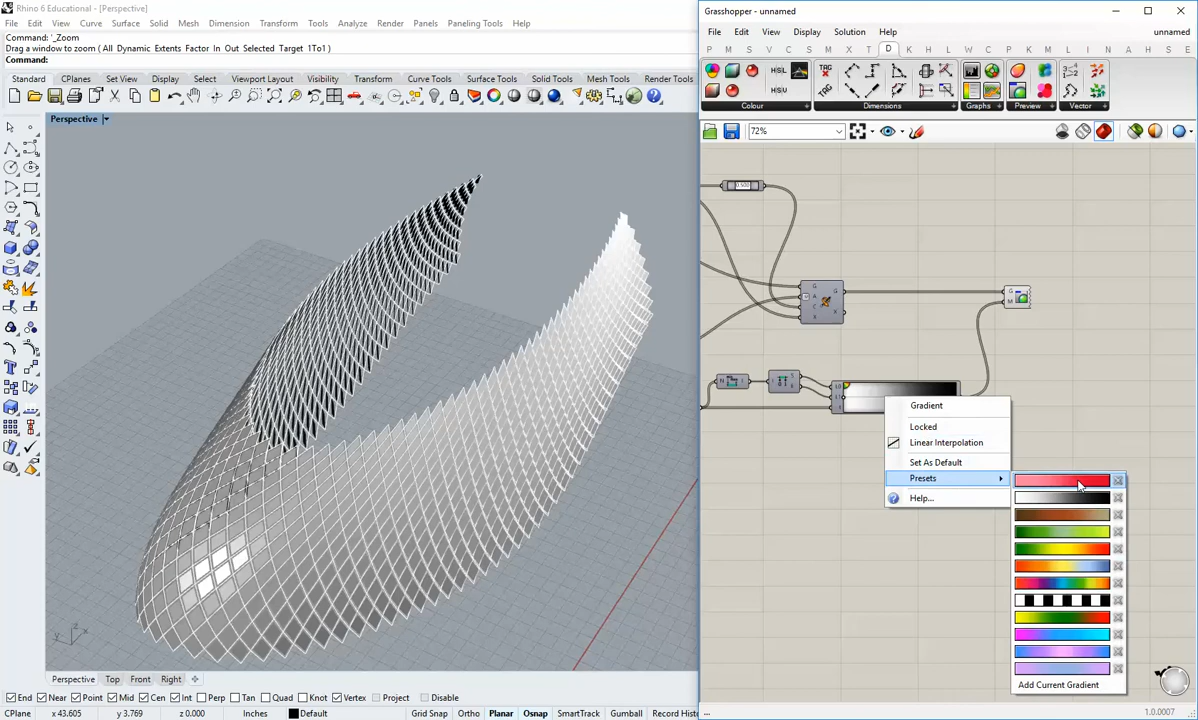 Rhino 6 Educational - [Perspective]
File Edit View Curve Surface Solid Mesh Dimension Transform Tools Analyze Render Panels Paneling Tools Help
Command: '_Zoom
Drag a window to zoom ( All Dynamic Extents Factor In Out Selected Target 1To1 )
Command:
Standard CPlanes Set View Display Select Viewport Layout Visibility Transform Curve Tools Surface Tools Solid Tools Mesh Tools Render Tools
Perspective
z
y x
Perspective Top Front Right
End Near Point Mid Cen Int Perp Tan Quad Knot Vertex Project Disable
CPlane x 43.605 y 3.769 z 0.000 Inches Default Grid Snap Ortho Planar Osnap SmartTrack Gumball Record Histo
Grasshopper - unnamed
File Edit View Display Solution Help unnamed
P M S V C S M X T D B W H L C F P K M L U N A H S E
HSL TAG
HSV TAG
Colour Dimensions Graphs Preview Vector
72%
G
A
C
X
G
X
G
M
N
I
S
E
L0
L1
Gradient
Locked
Linear Interpolation
Set As Default
Presets
Help...
Add Current Gradient
... 1.0.0007